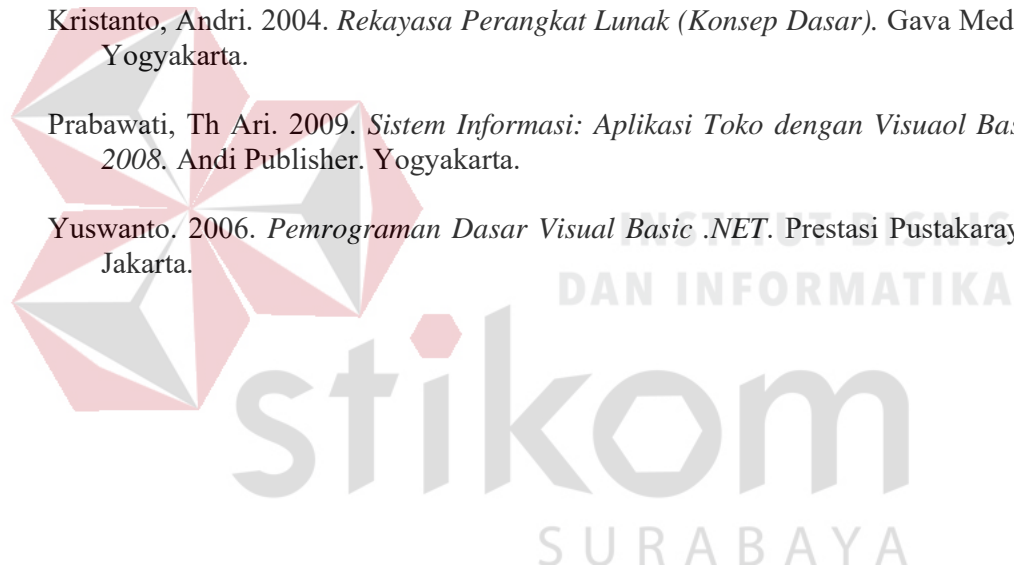 Kristanto, Andri. 2004. Rekayasa Perangkat Lunak (Konsep Dasar). Gava Med
Yogyakarta.
Prabawati, Th Ari. 2009. Sistem Informasi: Aplikasi Toko dengan Visuaol Bas
2008. Andi Publisher. Yogyakarta.
Yuswanto. 2006. Pemrograman Dasar Visual Basic .NET. Prestasi Pustakaray
Jakarta.
INSTITUT BISNIS
DAN INFORMATIKA
stikom
SURABAYA